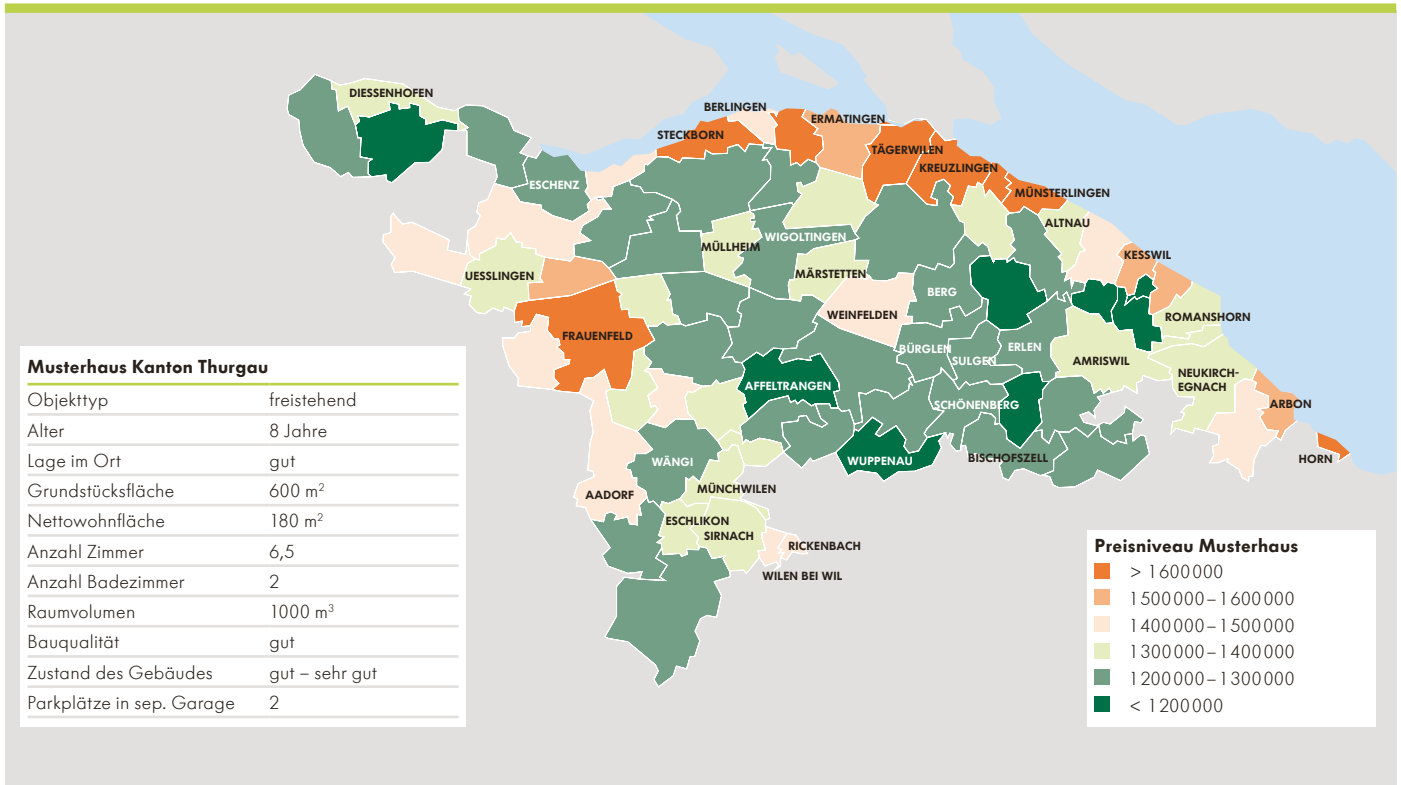 DIESSENHOFEN
BERLINGEN
ERMATINGEN
STECKBORN
TÄGERWILEN
KREUZLINGEN
ESCHENZ
MÜNSTERLINGEN
ALTNAU
WIGOLTINGEN
MÜLLHEIM
KESSWIL
UESSLINGEN
MÄRSTETTEN
BERG
WEINFELDEN
ROMANSHORN
FRAUENFELD
BÜRGLEN
ERLEN
SULGEN
AMRISWIL
NEUKIRCH-
EGNACH
AFFELTRANGEN
SCHÖNENBERG
ARBON
WÄNGI
WUPPENAU
BISCHOFSZELL
HORN
MÜNCHWILEN
AADORF
ESCHLIKON
SIRNACH
RICKENBACH
WILEN BEI WIL
Musterhaus Kanton Thurgau
Objekttyp freistehend
Alter 8 Jahre
Lage im Ort gut
Grundstücksfläche 600 m²
Nettowohnfläche 180 m²
Anzahl Zimmer 6,5
Anzahl Badezimmer 2
Raumvolumen 1000 m³
Bauqualität gut
Zustand des Gebäudes gut – sehr gut
Parkplätze in sep. Garage 2
Preisniveau Musterhaus
> 1600000
1500000–1600000
1400000–1500000
1300000–1400000
1200000–1300000
< 1200000